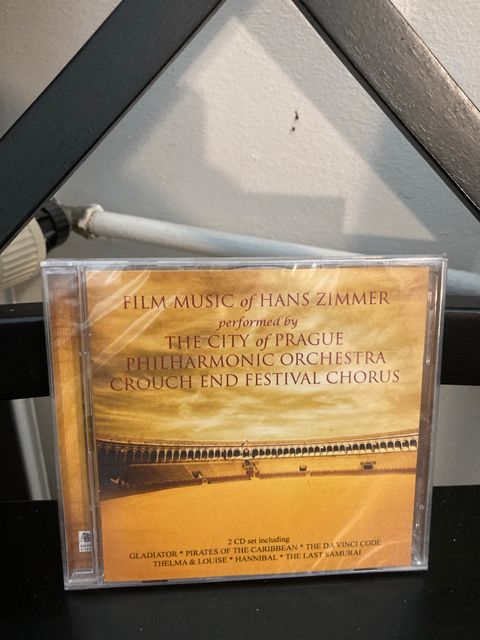 FILM MUSIC of HANS ZIMMER
performed by
THE CITY of PRAGUE
PHILHARMONIC ORCHESTRA
CROUCH END FESTIVAL CHORUS
2 CD set including
GLADIATOR * PIRATES OF THE CARIBBEAN * THE DA VINCI CODE
THELMA & LOUISE * HANNIBAL * THE LAST SAMURAI